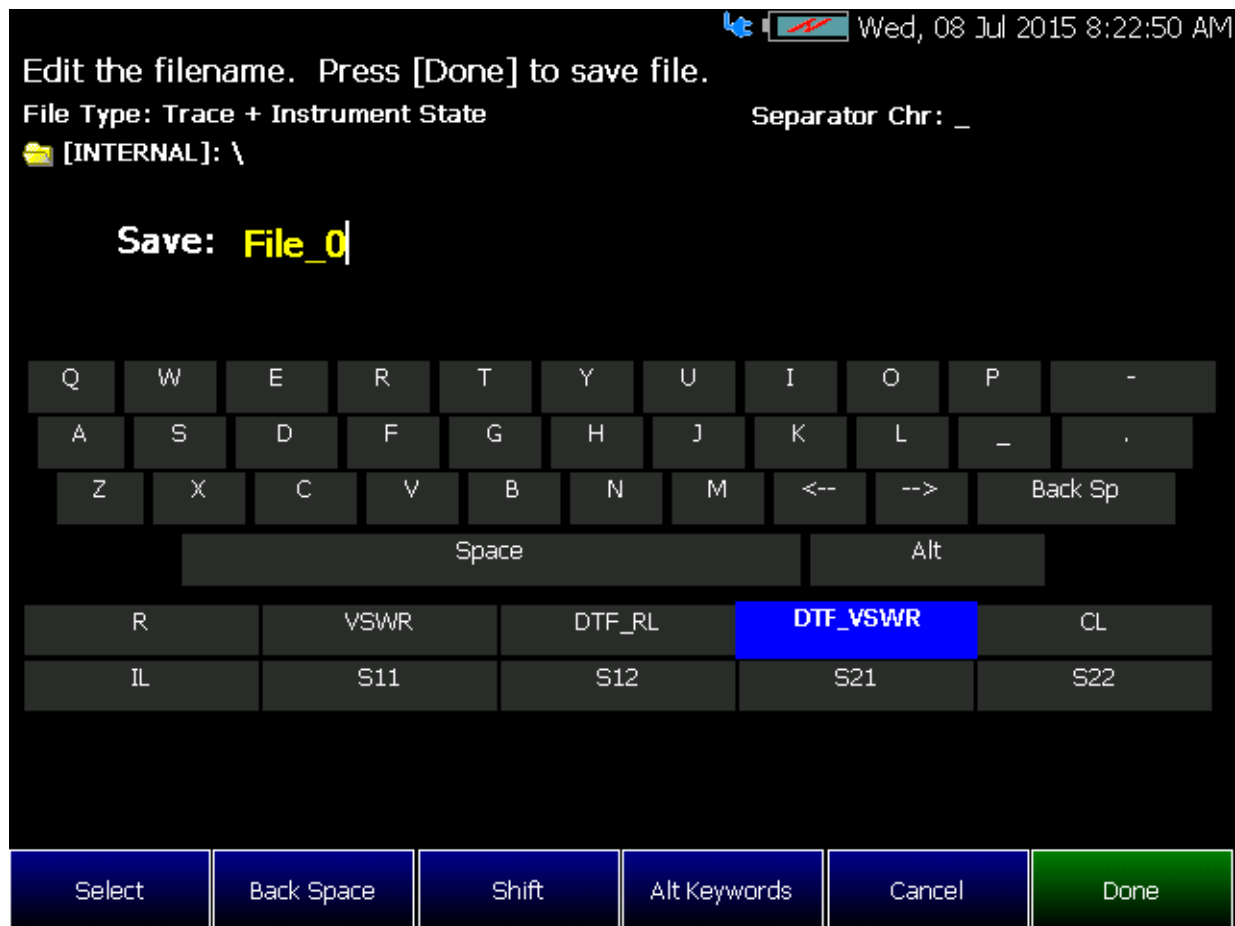 Wed, 08 Jul 2015 8:22:50 AM
Edit the filename. Press [Done] to save file.
File Type: Trace + Instrument State Separator Chr: _
[INTERNAL]: \
Save: File_0
Q W E R T Y U I O P -
A S D F G H J K L _ .
Z X C V B N M <-- --> Back Sp
Space Alt
R VSWR DTF_RL DTF_VSWR CL
IL S11 S12 S21 S22
Select Back Space Shift Alt Keywords Cancel Done